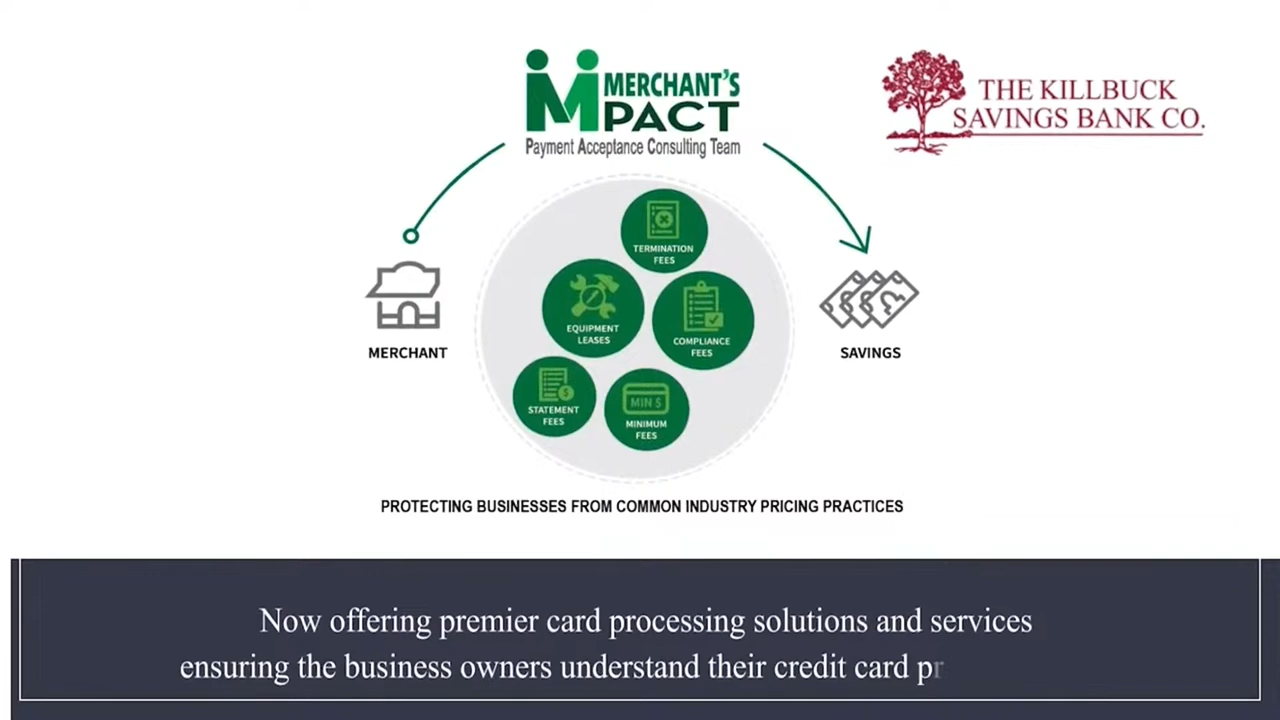 MERCHANT'S
PACT
Payment Acceptance Consulting Team
THE KILLBUCK
SAVINGS BANK CO.
TERMINATION
FEES
EQUIPMENT
LEASES
COMPLIANCE
FEES
STATEMENT
FEES
MIN $
MINIMUM
FEES
MERCHANT
SAVINGS
PROTECTING BUSINESSES FROM COMMON INDUSTRY PRICING PRACTICES
Now offering premier card processing solutions and services
ensuring the business owners understand their credit card pr